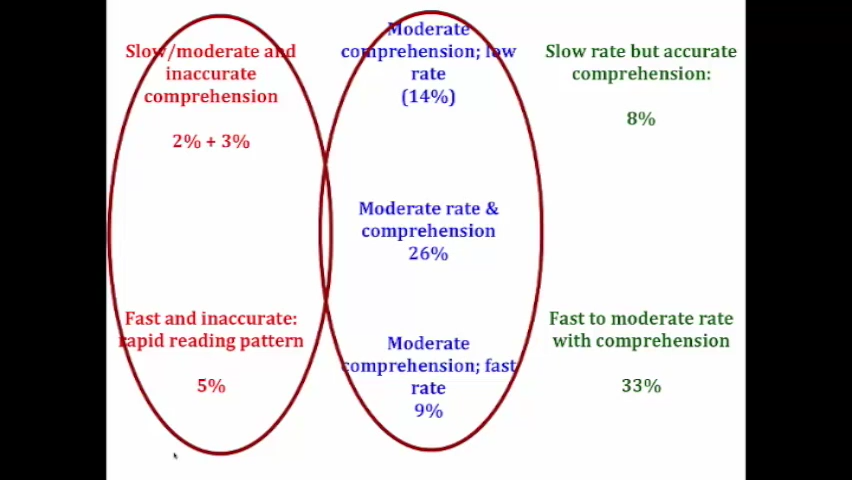 Slow/moderate and
inaccurate
comprehension
2% + 3%
Fast and inaccurate:
rapid reading pattern
5%
Moderate
comprehension; low
rate
(14%)
Moderate rate &
comprehension
26%
Moderate
comprehension; fast
rate
9%
Slow rate but accurate
comprehension:
8%
Fast to moderate rate
with comprehension
33%